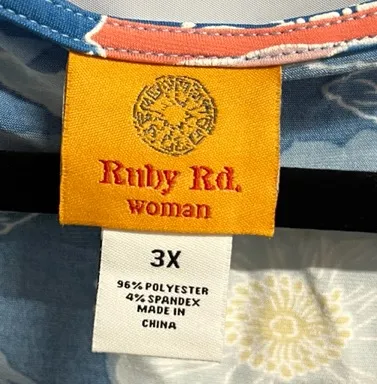 Ruby Rd.
woman
3X
96% POLYESTER
4% SPANDEX
MADE IN
CHINA